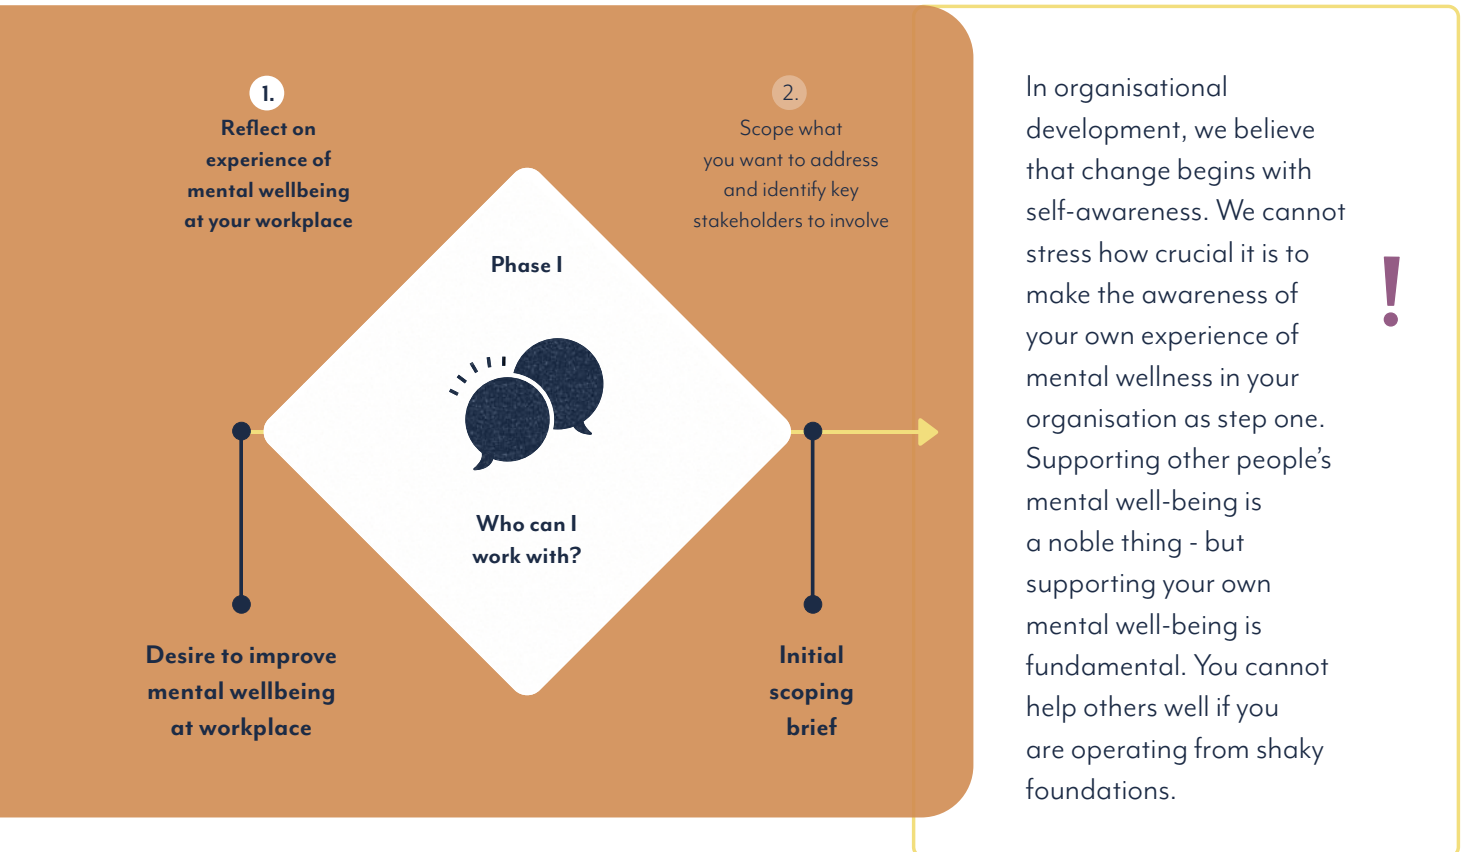 1.
Reflect on
experience of
mental wellbeing
at your workplace
2.
Scope what
you want to address
and identify key
stakeholders to involve
Phase I
Who can I
work with?
Desire to improve
mental wellbeing
at workplace
Initial
scoping
brief
In organisational
development, we believe
that change begins with
self-awareness. We cannot
stress how crucial it is to
make the awareness of
your own experience of
mental wellness in your
organisation as step one.
Supporting other people’s
mental well-being is
a noble thing - but
supporting your own
mental well-being is
fundamental. You cannot
help others well if you
are operating from shaky
foundations.
!